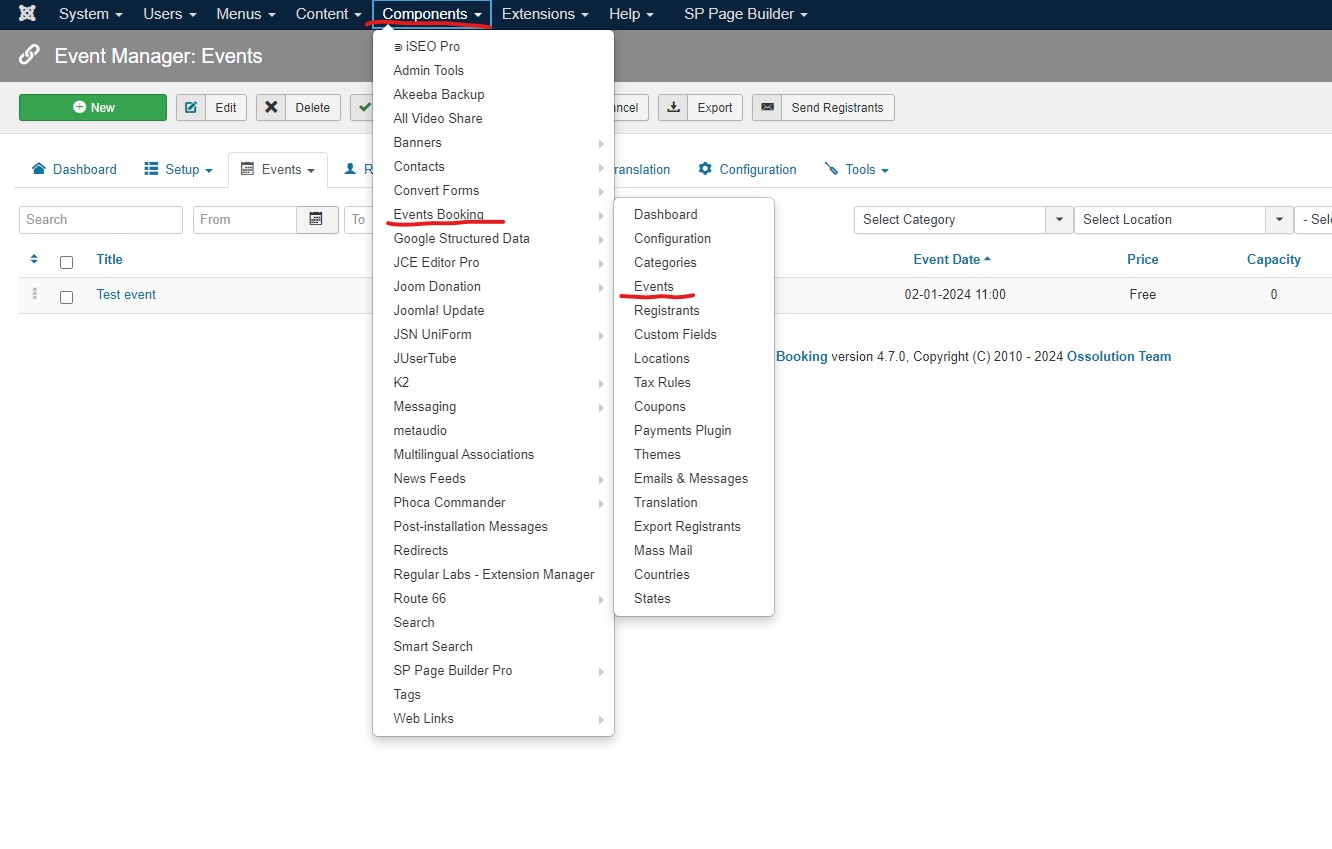 System Users Menus Content Components Extensions Help SP Page Builder
Event Manager: Events
New Edit Delete Export Send Registrants
Dashboard Setup Events Configuration Tools
Search From To Select Category Select Location
Title Event Date Price Capacity
Test event 02-01-2024 11:00 Free 0
Booking version 4.7.0, Copyright (C) 2010 - 2024 Ossolution Team
iSEO Pro
Admin Tools
Akeeba Backup
All Video Share
Banners
Contacts
Convert Forms
Events Booking
Google Structured Data
JCE Editor Pro
Joom Donation
Joomla! Update
JSN UniForm
JUserTube
K2
Messaging
metaudio
Multilingual Associations
News Feeds
Phoca Commander
Post-installation Messages
Redirects
Regular Labs - Extension Manager
Route 66
Search
Smart Search
SP Page Builder Pro
Tags
Web Links
Dashboard
Configuration
Categories
Events
Registrants
Custom Fields
Locations
Tax Rules
Coupons
Payments Plugin
Themes
Emails & Messages
Translation
Export Registrants
Mass Mail
Countries
States